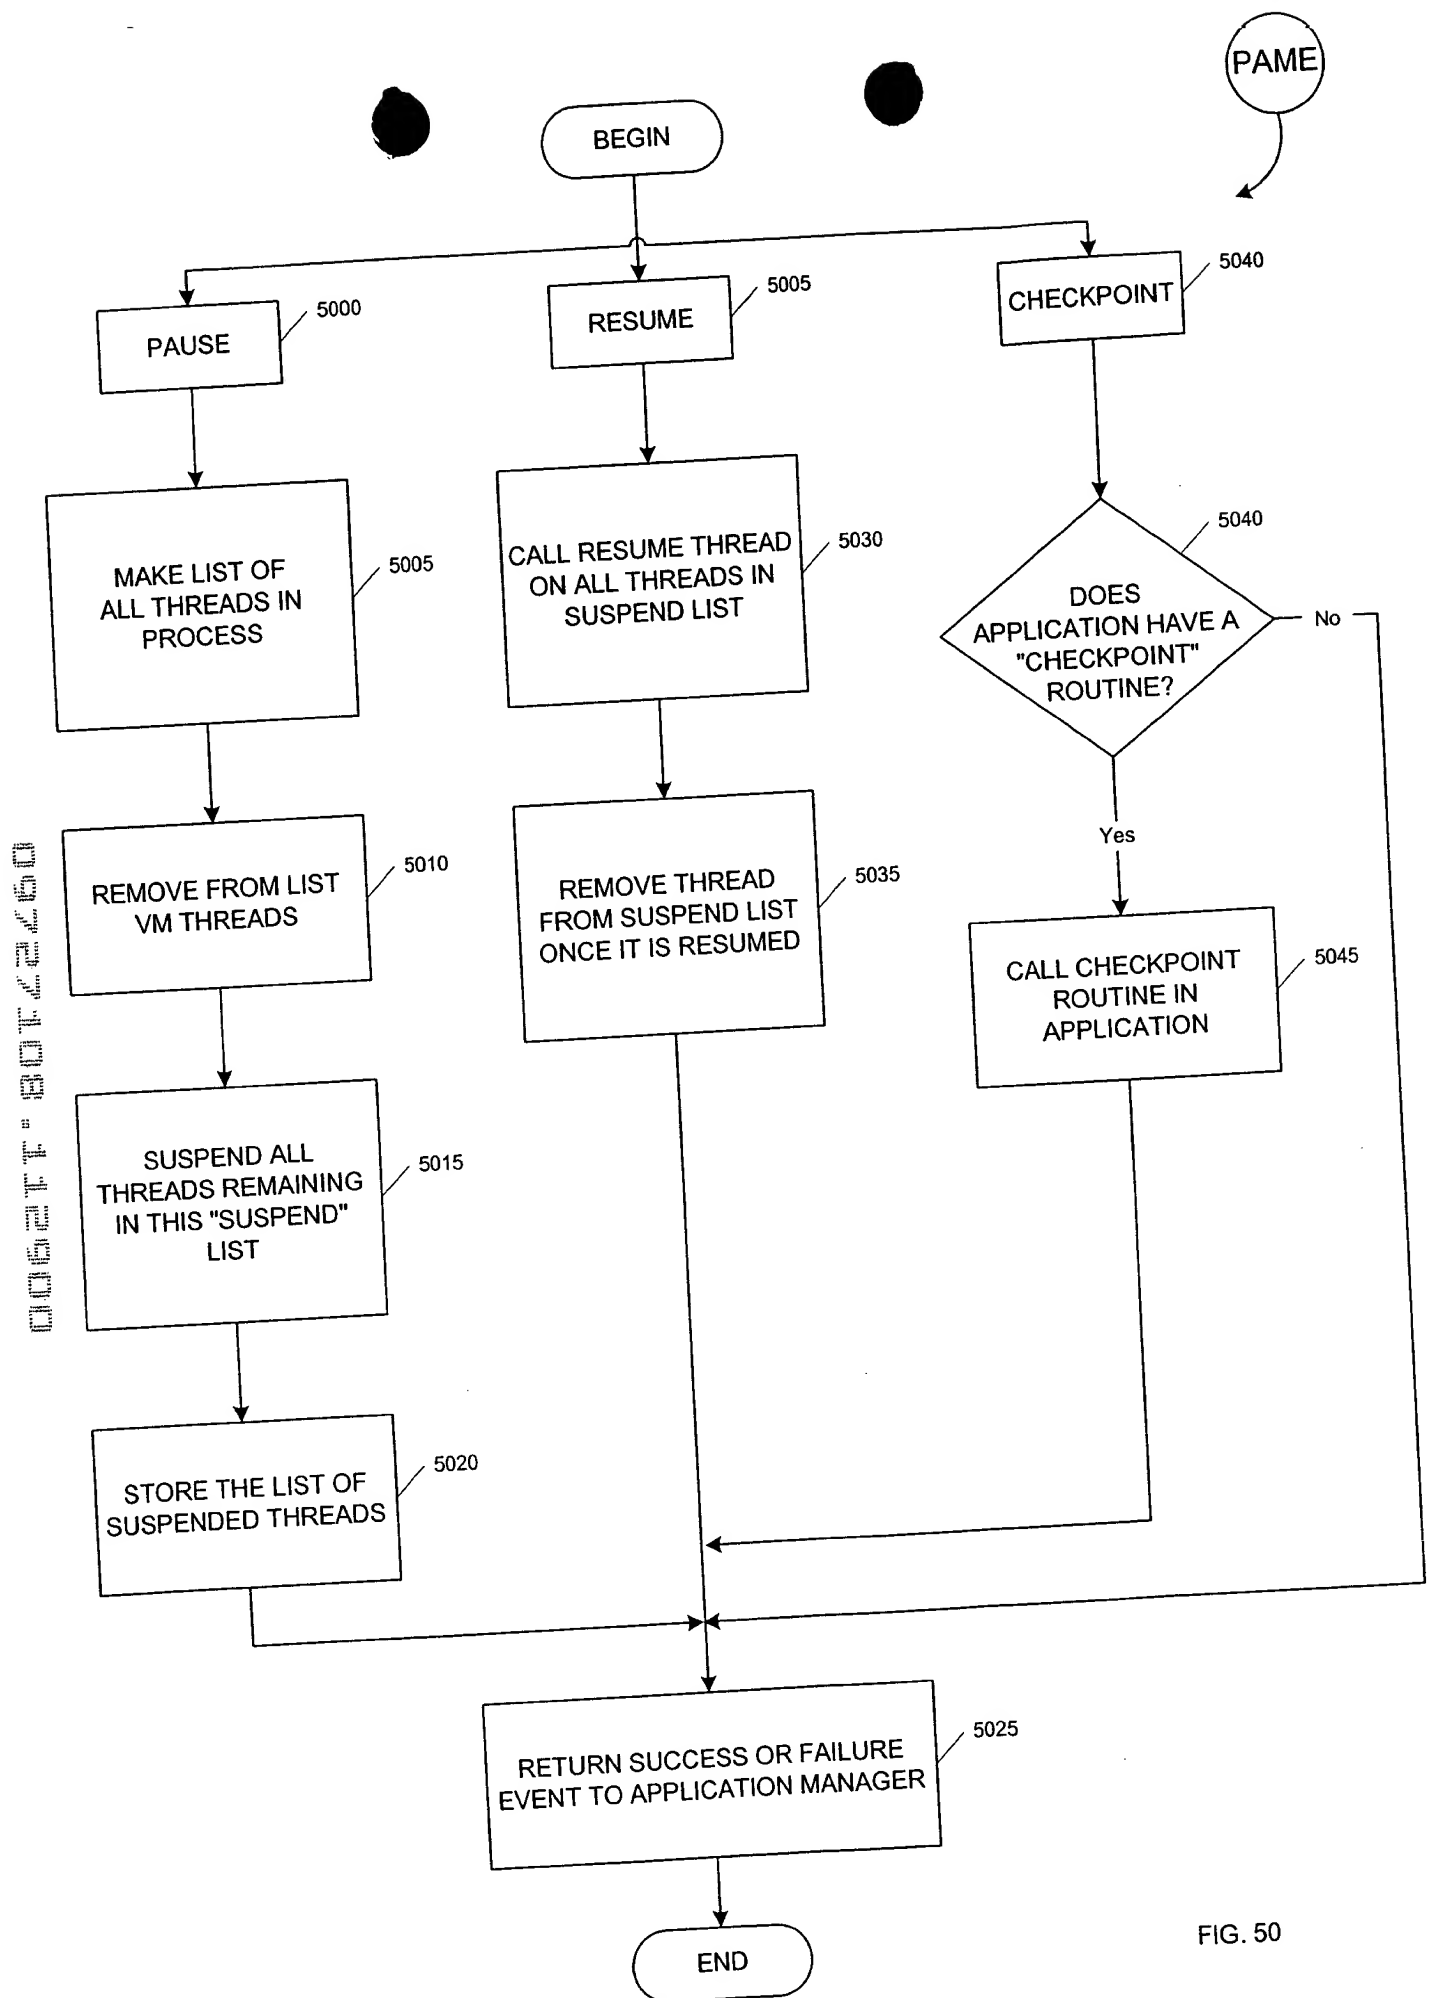 PAME
BEGIN
PAUSE
5000
RESUME
5005
CHECKPOINT
5040
MAKE LIST OF
ALL THREADS IN
PROCESS
5005
CALL RESUME THREAD
ON ALL THREADS IN
SUSPEND LIST
5030
DOES
APPLICATION HAVE A
"CHECKPOINT"
ROUTINE?
5040
No
Yes
REMOVE FROM LIST
VM THREADS
5010
REMOVE THREAD
FROM SUSPEND LIST
ONCE IT IS RESUMED
5035
CALL CHECKPOINT
ROUTINE IN
APPLICATION
5045
SUSPEND ALL
THREADS REMAINING
IN THIS "SUSPEND"
LIST
5015
STORE THE LIST OF
SUSPENDED THREADS
5020
RETURN SUCCESS OR FAILURE
EVENT TO APPLICATION MANAGER
5025
END
FIG. 50